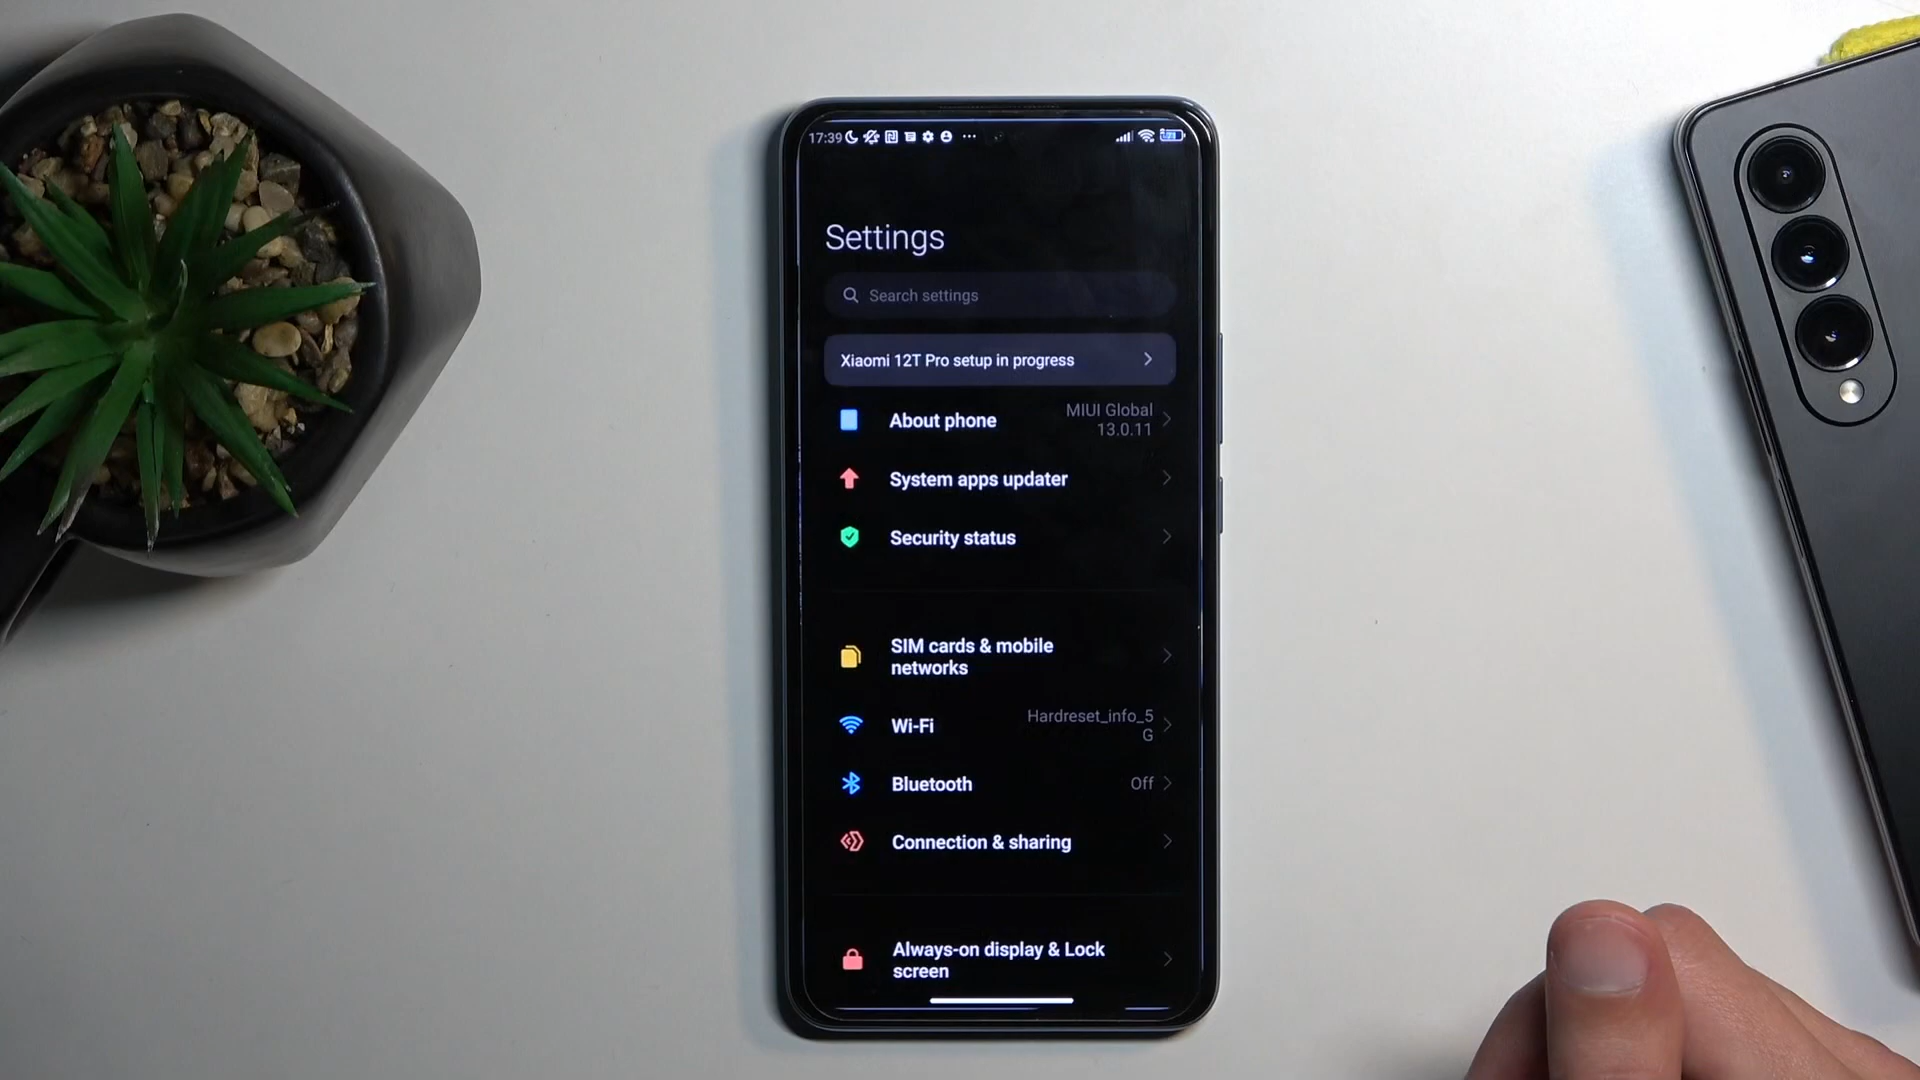 17:39
Settings
Search settings
Xiaomi 12T Pro setup in progress
About phone
MIUI Global
13.0.11
System apps updater
Security status
SIM cards & mobile
networks
Wi-Fi
Hardreset_info_5
G
Bluetooth
Off
Connection & sharing
Always-on display & Lock
screen